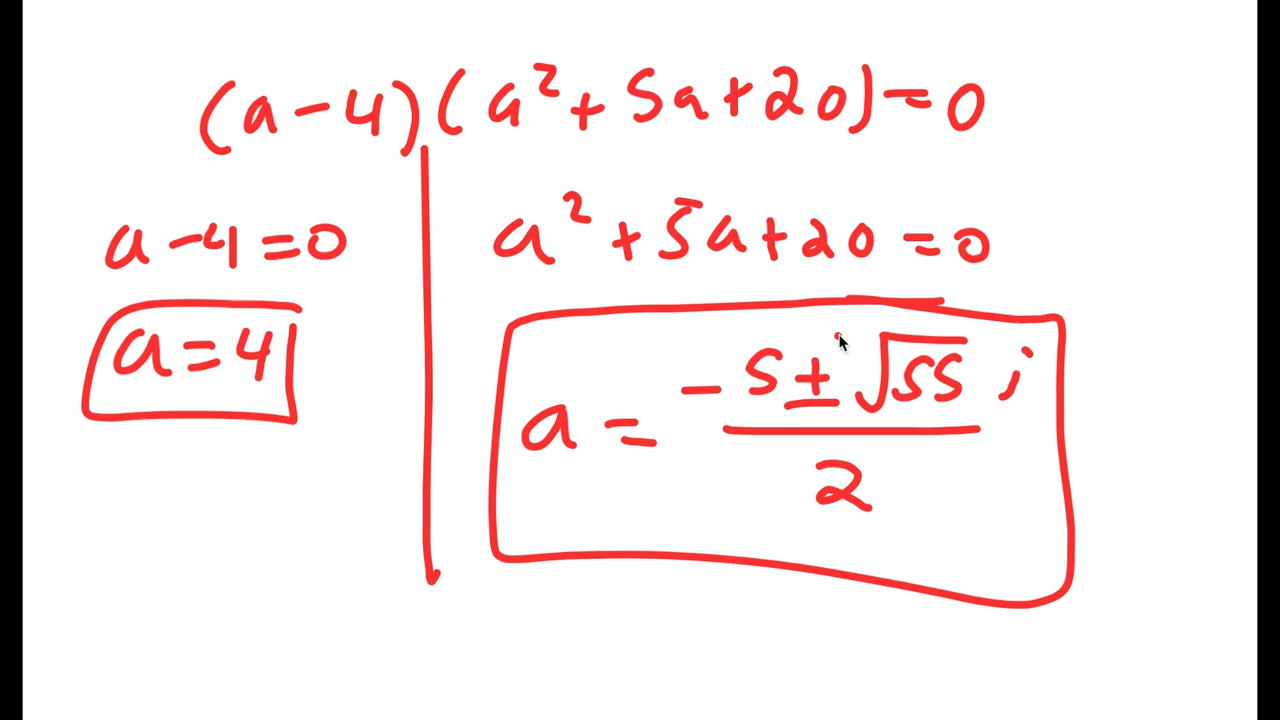 (a-4)(a²+5a+20)=0
a-4=0
a=4
a²+5a+20=0
a = (-5±√55 i)/2